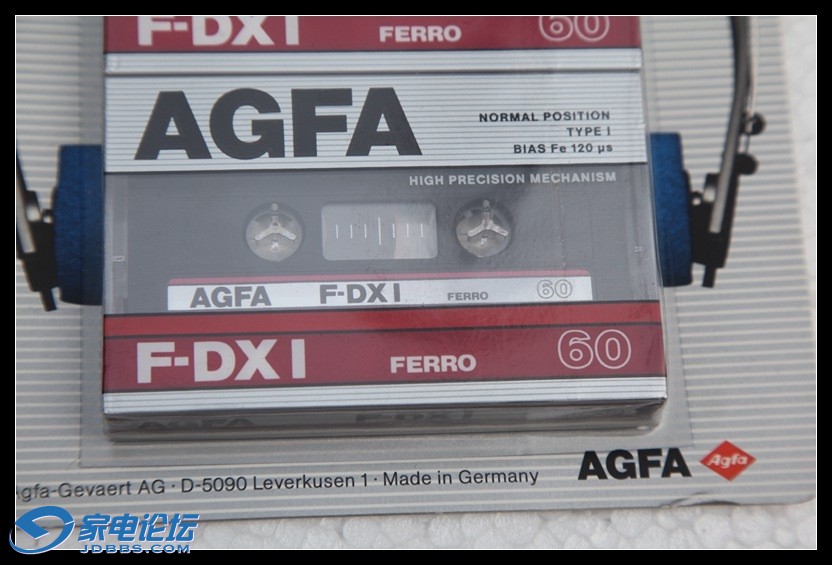 F-DX I FERRO 60
AGFA
NORMAL POSITION
TYPE I
BIAS Fe 120 µs
HIGH PRECISION MECHANISM
AGFA F-DX I FERRO 60
F-DX I FERRO 60
AGFA F-DX I
AGFA Agfa
Agfa-Gevaert AG · D-5090 Leverkusen 1 · Made in Germany
家电论坛
JDBBS.COM